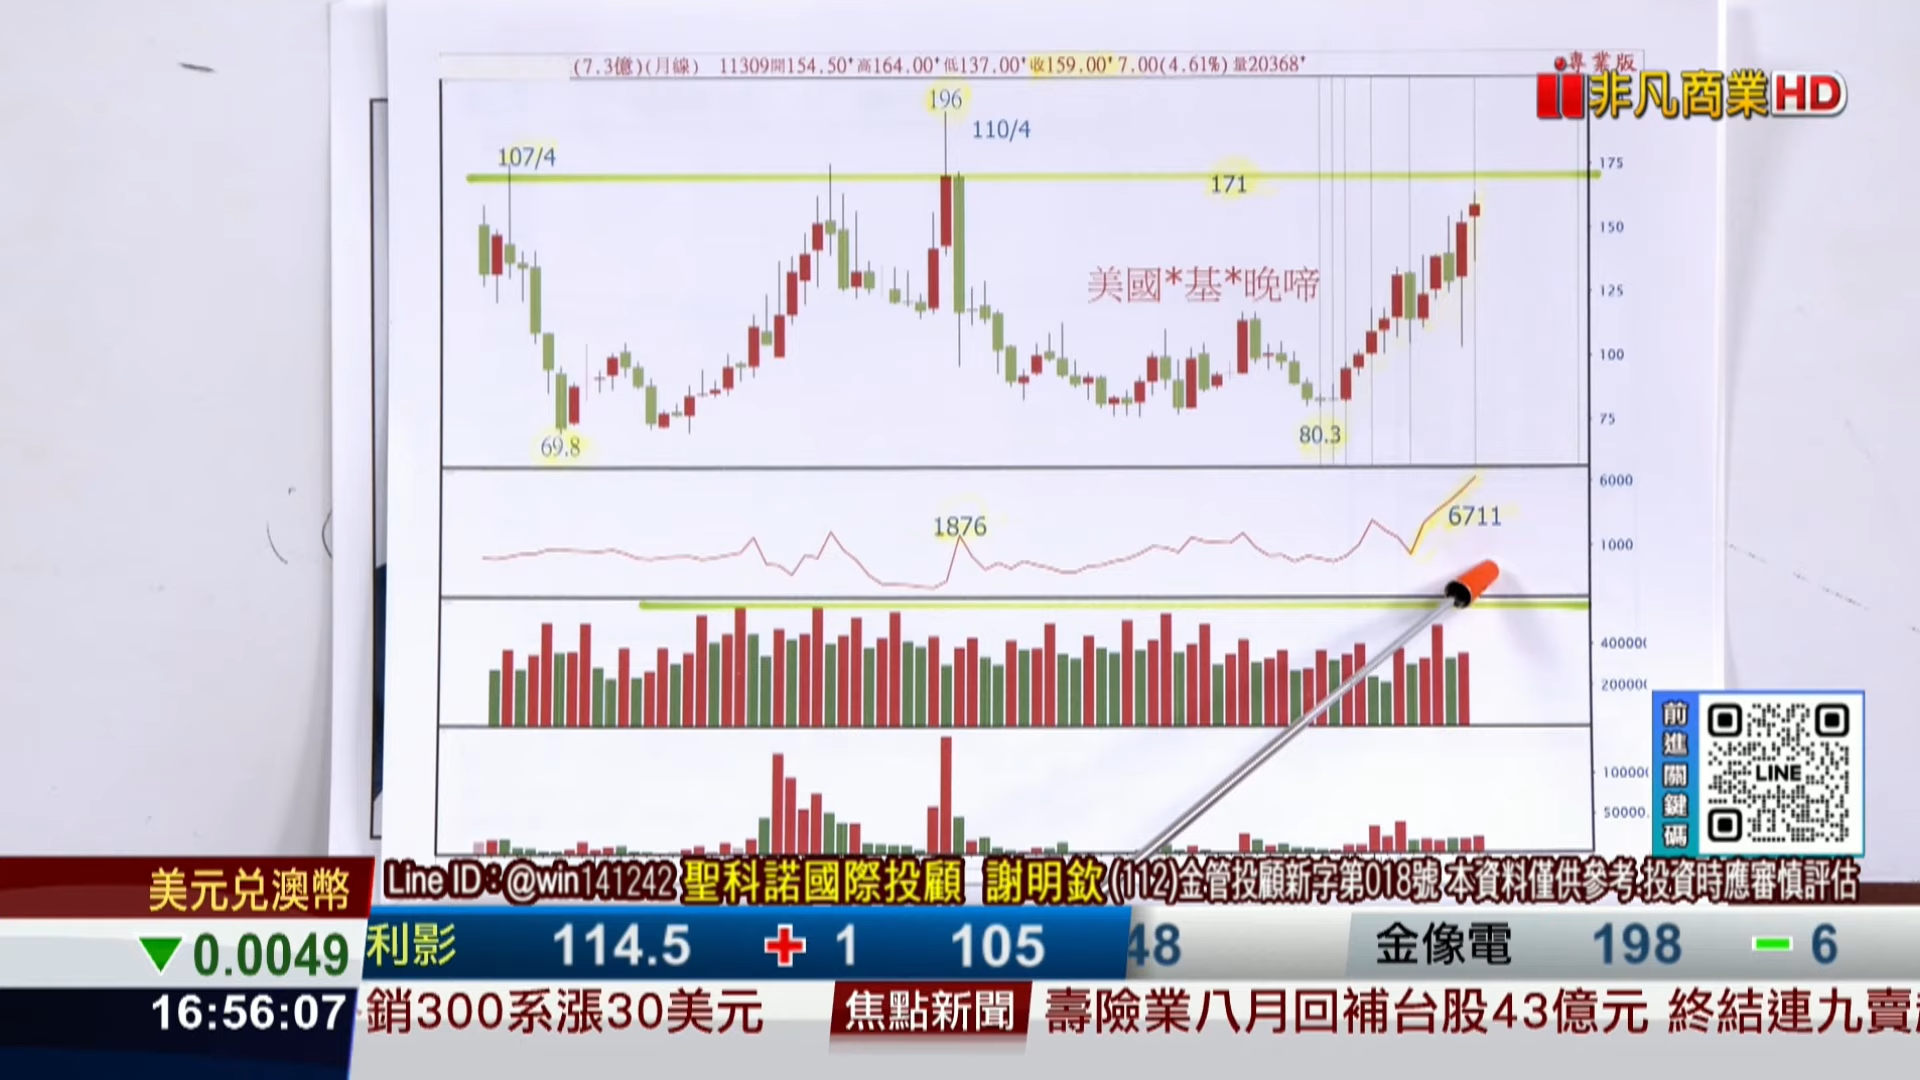 (7.3億)(月線) 11309開154.50 高164.00 低137.00 收159.00 7.00(4.61%)量20368
專業版
非凡商業HD
196
110/4
107/4
175
171
150
美國*基*晚啼
125
100
75
69.8
80.3
6000
1876
6711
1000
400000
200000
100000
50000
前進關鍵碼
LINE
Line ID:@win141242 聖科諾國際投顧 謝明欽 (112)金管投顧新字第018號 本資料僅供參考 投資時應審慎評估
美元兌澳幣
▼0.0049
利影 114.5 + 1 105 48 金像電 198 − 6
16:56:07
銷300系漲30美元 焦點新聞 壽險業八月回補台股43億元 終結連九賣